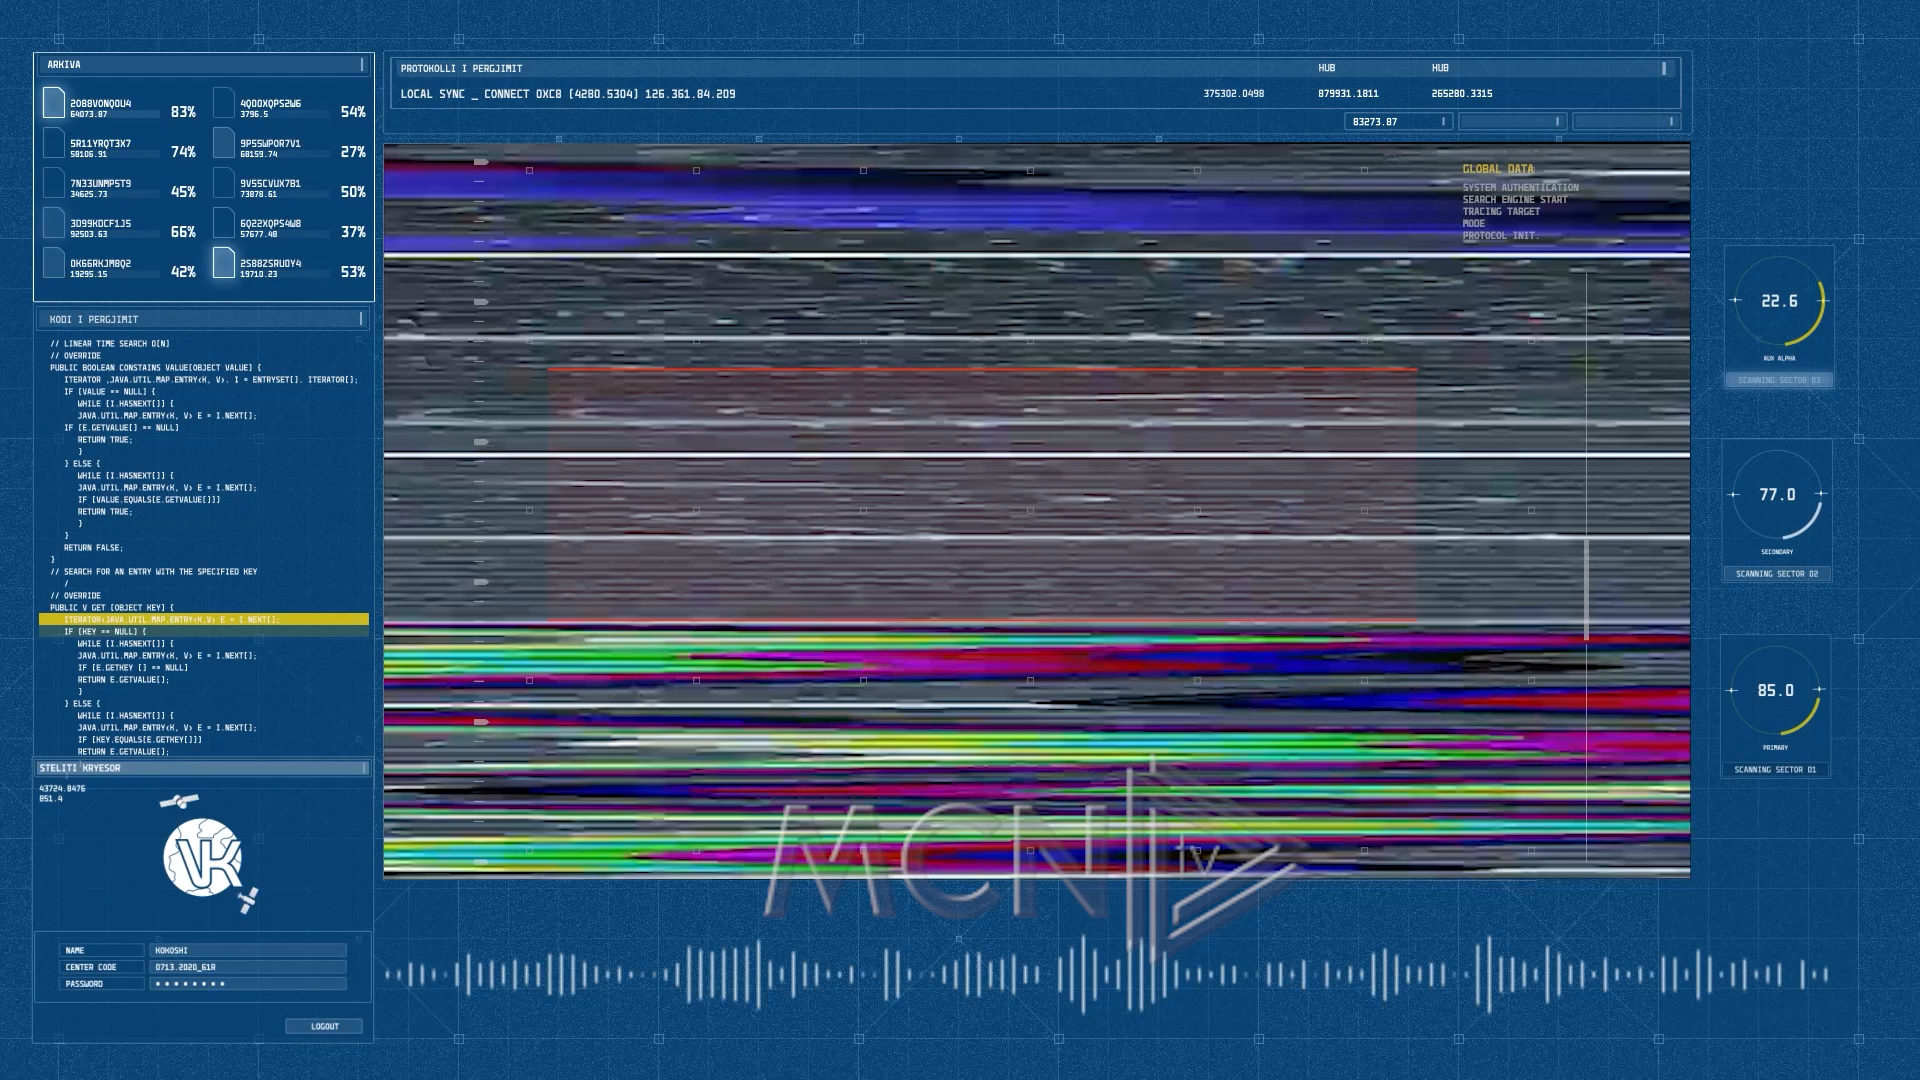 ARKIVA
2O88VONQOU4
64073.87
83%
4QDOXQPS2W6
3796.5
54%
SR11YRQT3X7
58106.91
74%
9P5SWPOR7V1
68159.74
27%
7N33UNMPST9
34625.73
45%
9VSSCVUX7B1
73878.61
50%
3D99KDCF1J5
92503.63
66%
6Q22XQPS4W8
57677.48
37%
OK66RKJM8Q2
19295.15
42%
2S88ZSRUOY4
19710.23
53%
PROTOKOLLI I PERGJIMIT
HUB
HUB
LOCAL SYNC _ CONNECT 0XC8 (4280.5304) 126.361.84.209
375302.0498
879931.1811
265280.3315
83273.87
GLOBAL DATA
SYSTEM AUTHENTICATION
SEARCH ENGINE START
TRACING TARGET
MODE
PROTOCOL INIT.
KODI I PERGJIMIT
// LINEAR TIME SEARCH O[N]
// OVERRIDE
PUBLIC BOOLEAN CONSTAINS VALUE[OBJECT VALUE] {
ITERATOR ,JAVA.UTIL.MAP.ENTRY<K, V>. I = ENTRYSET[]. ITERATOR[];
IF [VALUE == NULL] {
WHILE [I.HASNEXT[]] {
JAVA.UTIL.MAP.ENTRY<K, V> E = I.NEXT[];
IF [E.GETVALUE[] == NULL]
RETURN TRUE;
}
} ELSE {
WHILE [I.HASNEXT[]] {
JAVA.UTIL.MAP.ENTRY<K, V> E = I.NEXT[];
IF [VALUE.EQUALS[E.GETVALUE[]]]
RETURN TRUE;
}
}
RETURN FALSE;
}
// SEARCH FOR AN ENTRY WITH THE SPECIFIED KEY
/
// OVERRIDE
PUBLIC V GET [OBJECT KEY] {
ITERATOR<JAVA.UTIL.MAP.ENTRY<K,V> E = I.NEXT[];
IF [KEY == NULL] {
WHILE [I.HASNEXT[]] {
JAVA.UTIL.MAP.ENTRY<K, V> E = I.NEXT[];
IF [E.GETKEY [] == NULL]
RETURN E.GETVALUE[];
}
} ELSE {
WHILE [I.HASNEXT[]] {
JAVA.UTIL.MAP.ENTRY<K, V> E = I.NEXT[];
IF [KEY.EQUALS[E.GETKEY[]]]
RETURN E.GETVALUE[];
STELITI KRYESOR
43724.8476
851.4
VK
NAME
KOKOSHI
CENTER CODE
0713.2020_61A
PASSWORD
● ● ● ● ● ● ● ●
LOGOUT
22.6
AUX ALPHA
SCANNING SECTOR 03
77.0
SECONDARY
SCANNING SECTOR 02
85.0
PRIMARY
SCANNING SECTOR 01
MCN tv